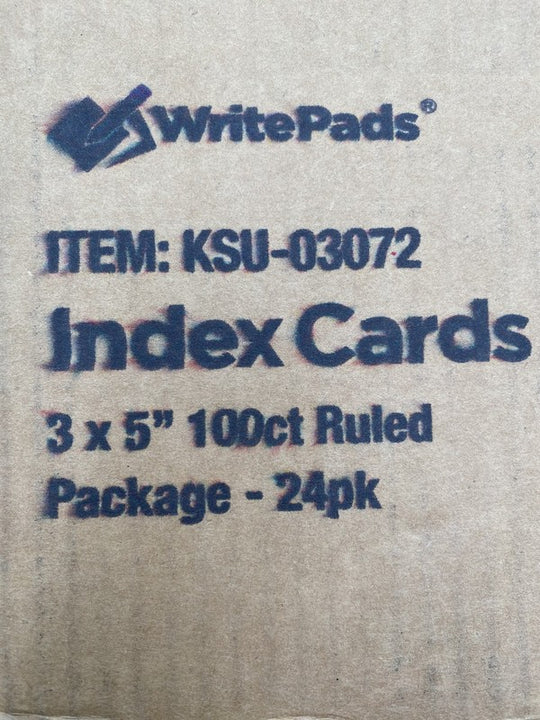 WritePads®
ITEM: KSU-03072
Index Cards
3 x 5” 100ct Ruled
Package - 24pk